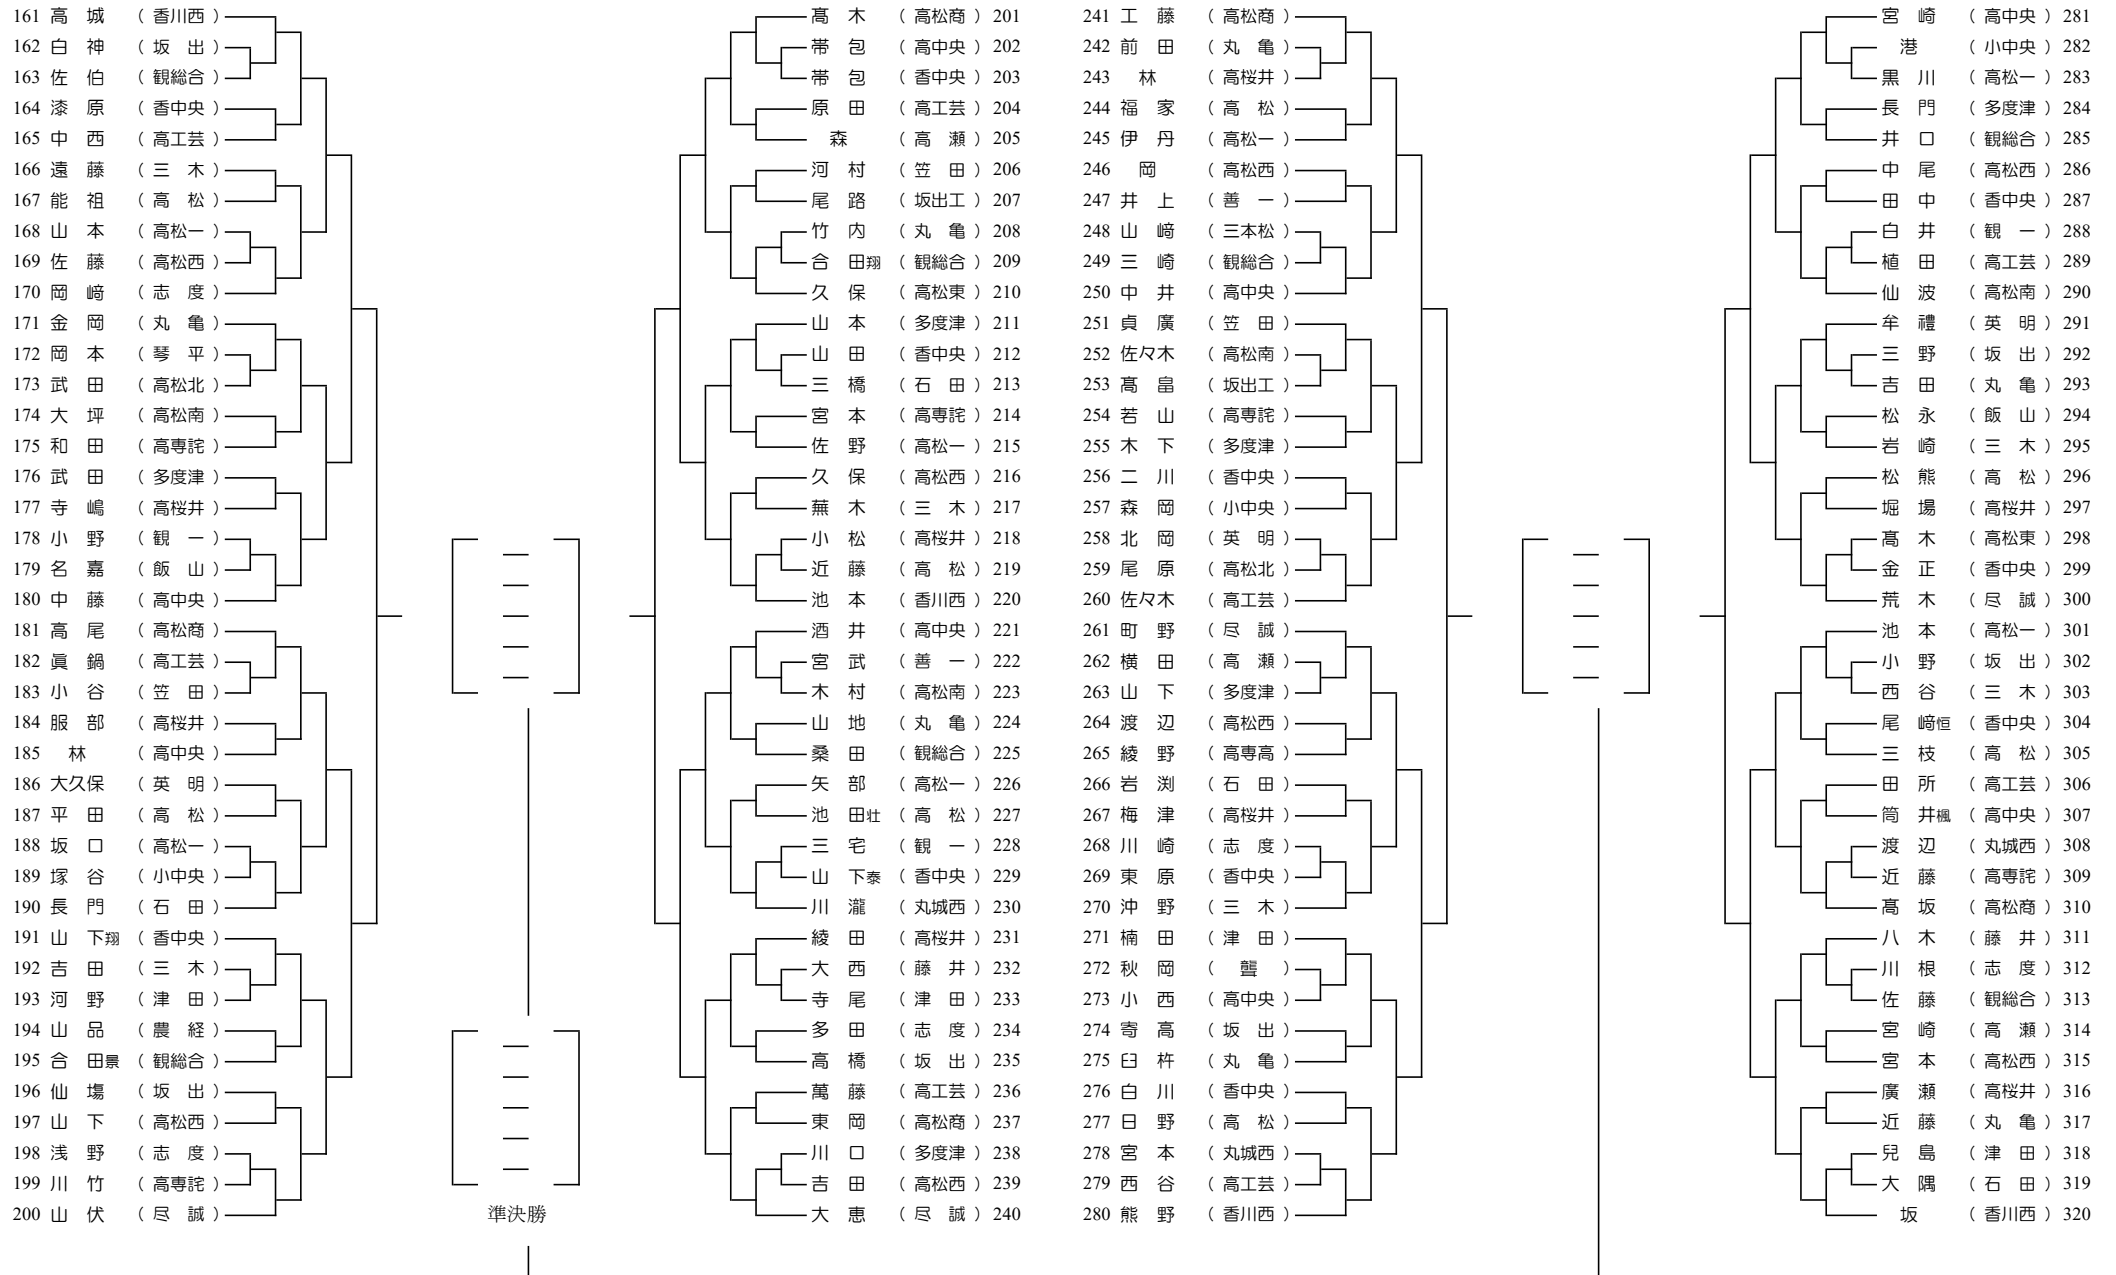 161 高 城 （ 香川西 ）
162 白 神 （ 坂 出 ）
163 佐 伯 （ 観総合 ）
164 漆 原 （ 香中央 ）
165 中 西 （ 高工芸 ）
166 遠 藤 （ 三 木 ）
167 能 祖 （ 高 松 ）
168 山 本 （ 高松一 ）
169 佐 藤 （ 高松西 ）
170 岡 﨑 （ 志 度 ）
171 金 岡 （ 丸 亀 ）
172 岡 本 （ 琴 平 ）
173 武 田 （ 高松北 ）
174 大 坪 （ 高松南 ）
175 和 田 （ 高専詫 ）
176 武 田 （ 多度津 ）
177 寺 嶋 （ 高桜井 ）
178 小 野 （ 観 一 ）
179 名 嘉 （ 飯 山 ）
180 中 藤 （ 高中央 ）
181 高 尾 （ 高松商 ）
182 眞 鍋 （ 高工芸 ）
183 小 谷 （ 笠 田 ）
184 服 部 （ 高桜井 ）
185 林 （ 高中央 ）
186 大久保 （ 英 明 ）
187 平 田 （ 高 松 ）
188 坂 口 （ 高松一 ）
189 塚 谷 （ 小中央 ）
190 長 門 （ 石 田 ）
191 山 下翔 （ 香中央 ）
192 吉 田 （ 三 木 ）
193 河 野 （ 津 田 ）
194 山 品 （ 農 経 ）
195 合 田景 （ 観総合 ）
196 仙 塲 （ 坂 出 ）
197 山 下 （ 高松西 ）
198 浅 野 （ 志 度 ）
199 川 竹 （ 高専詫 ）
200 山 伏 （ 尽 誠 ）
準決勝
髙 木 （ 高松商 ） 201
帯 包 （ 高中央 ） 202
帯 包 （ 香中央 ） 203
原 田 （ 高工芸 ） 204
森 （ 高 瀬 ） 205
河 村 （ 笠 田 ） 206
尾 路 （ 坂出工 ） 207
竹 内 （ 丸 亀 ） 208
合 田翔 （ 観総合 ） 209
久 保 （ 高松東 ） 210
山 本 （ 多度津 ） 211
山 田 （ 香中央 ） 212
三 橋 （ 石 田 ） 213
宮 本 （ 高専詫 ） 214
佐 野 （ 高松一 ） 215
久 保 （ 高松西 ） 216
蕪 木 （ 三 木 ） 217
小 松 （ 高桜井 ） 218
近 藤 （ 高 松 ） 219
池 本 （ 香川西 ） 220
酒 井 （ 高中央 ） 221
宮 武 （ 善 一 ） 222
木 村 （ 高松南 ） 223
山 地 （ 丸 亀 ） 224
桑 田 （ 観総合 ） 225
矢 部 （ 高松一 ） 226
池 田壮 （ 高 松 ） 227
三 宅 （ 観 一 ） 228
山 下泰 （ 香中央 ） 229
川 瀧 （ 丸城西 ） 230
綾 田 （ 高桜井 ） 231
大 西 （ 藤 井 ） 232
寺 尾 （ 津 田 ） 233
多 田 （ 志 度 ） 234
高 橋 （ 坂 出 ） 235
萬 藤 （ 高工芸 ） 236
東 岡 （ 高松商 ） 237
川 口 （ 多度津 ） 238
吉 田 （ 高松西 ） 239
大 恵 （ 尽 誠 ） 240
241 工 藤 （ 高松商 ）
242 前 田 （ 丸 亀 ）
243 林 （ 高桜井 ）
244 福 家 （ 高 松 ）
245 伊 丹 （ 高松一 ）
246 岡 （ 高松西 ）
247 井 上 （ 善 一 ）
248 山 﨑 （ 三本松 ）
249 三 崎 （ 観総合 ）
250 中 井 （ 高中央 ）
251 貞 廣 （ 笠 田 ）
252 佐々木 （ 高松南 ）
253 髙 畠 （ 坂出工 ）
254 若 山 （ 高専詫 ）
255 木 下 （ 多度津 ）
256 二 川 （ 香中央 ）
257 森 岡 （ 小中央 ）
258 北 岡 （ 英 明 ）
259 尾 原 （ 高松北 ）
260 佐々木 （ 高工芸 ）
261 町 野 （ 尽 誠 ）
262 横 田 （ 高 瀬 ）
263 山 下 （ 多度津 ）
264 渡 辺 （ 高松西 ）
265 綾 野 （ 高専高 ）
266 岩 渕 （ 石 田 ）
267 梅 津 （ 高桜井 ）
268 川 崎 （ 志 度 ）
269 東 原 （ 香中央 ）
270 沖 野 （ 三 木 ）
271 楠 田 （ 津 田 ）
272 秋 岡 （ 聾 ）
273 小 西 （ 高中央 ）
274 寄 高 （ 坂 出 ）
275 臼 杵 （ 丸 亀 ）
276 白 川 （ 香中央 ）
277 日 野 （ 高 松 ）
278 宮 本 （ 丸城西 ）
279 西 谷 （ 高工芸 ）
280 熊 野 （ 香川西 ）
宮 崎 （ 高中央 ） 281
港 （ 小中央 ） 282
黒 川 （ 高松一 ） 283
長 門 （ 多度津 ） 284
井 口 （ 観総合 ） 285
中 尾 （ 高松西 ） 286
田 中 （ 香中央 ） 287
白 井 （ 観 一 ） 288
植 田 （ 高工芸 ） 289
仙 波 （ 高松南 ） 290
牟 禮 （ 英 明 ） 291
三 野 （ 坂 出 ） 292
吉 田 （ 丸 亀 ） 293
松 永 （ 飯 山 ） 294
岩 崎 （ 三 木 ） 295
松 熊 （ 高 松 ） 296
堀 場 （ 高桜井 ） 297
髙 木 （ 高松東 ） 298
金 正 （ 香中央 ） 299
荒 木 （ 尽 誠 ） 300
池 本 （ 高松一 ） 301
小 野 （ 坂 出 ） 302
西 谷 （ 三 木 ） 303
尾 﨑恒 （ 香中央 ） 304
三 枝 （ 高 松 ） 305
田 所 （ 高工芸 ） 306
筒 井楓 （ 高中央 ） 307
渡 辺 （ 丸城西 ） 308
近 藤 （ 高専詫 ） 309
髙 坂 （ 高松商 ） 310
八 木 （ 藤 井 ） 311
川 根 （ 志 度 ） 312
佐 藤 （ 観総合 ） 313
宮 崎 （ 高 瀬 ） 314
宮 本 （ 高松西 ） 315
廣 瀬 （ 高桜井 ） 316
近 藤 （ 丸 亀 ） 317
兒 島 （ 津 田 ） 318
大 隅 （ 石 田 ） 319
坂 （ 香川西 ） 320